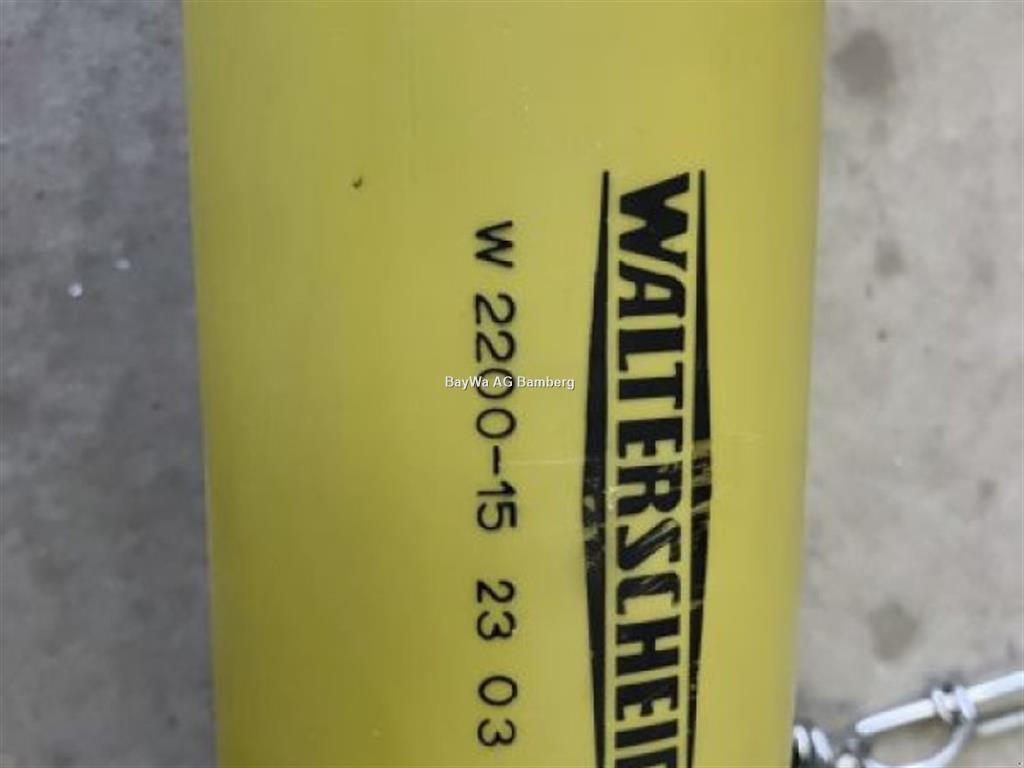 WALTERSCHEID
W 2200-15 23 03
BayWa AG Bamberg